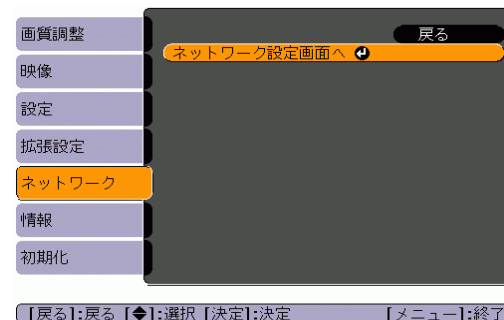 画質調整
映像
設定
拡張設定
ネットワーク
情報
初期化
戻る
ネットワーク設定画面へ
[戻る]:戻る [◆]:選択 [決定]:決定 [メニュー]:終了